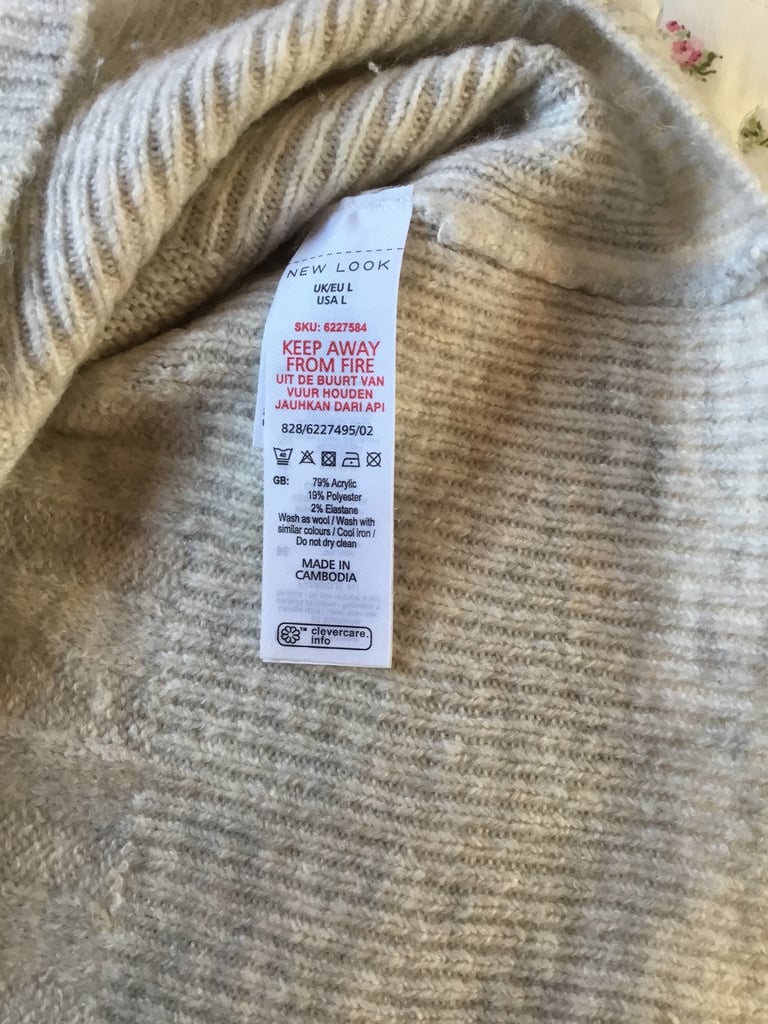 NEW LOOK
UK/EU L
USA L
SKU: 6227584
KEEP AWAY
FROM FIRE
UIT DE BUURT VAN
VUUR HOUDEN
JAUHKAN DARI API
828/6227495/02
40
GB: 79% Acrylic
19% Polyester
2% Elastane
Wash as wool / Wash with
similar colours / Cool iron /
Do not dry clean
MADE IN
CAMBODIA
™ clevercare.
info